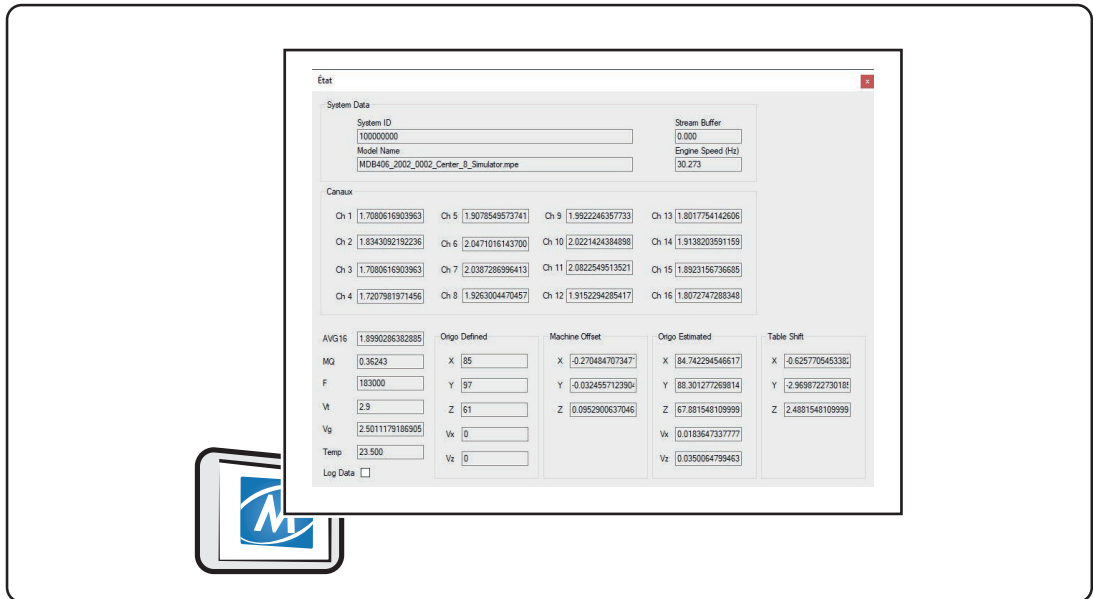 État x
System Data
System ID Stream Buffer
100000000 0.000
Model Name Engine Speed (Hz)
MDB406_2002_0002_Center_8_Simulator.mpe 30.273
Canaux
Ch 1 1.7080616903963 Ch 5 1.9078549573741 Ch 9 1.9922246357733 Ch 13 1.8017754142606
Ch 2 1.8343092192236 Ch 6 2.0471016143700 Ch 10 2.0221424384898 Ch 14 1.9138203591159
Ch 3 1.7080616903963 Ch 7 2.0387286996413 Ch 11 2.0822549513521 Ch 15 1.8923156736685
Ch 4 1.7207981971456 Ch 8 1.9263004470457 Ch 12 1.9152294285417 Ch 16 1.8072747288348
AVG16 1.8990286382885 Origo Defined Machine Offset Origo Estimated Table Shift
MQ 0.36243 X 85 X -0.270484707347 X 84.742294546617 X -0.625770545338
F 183000 Y 97 Y -0.032455712390 Y 88.301277269814 Y -2.969872273018
Vt 2.9 Z 61 Z 0.0952900637046 Z 67.881548109999 Z 2.4881548109999
Vg 2.5011179186905 Vx 0 Vx 0.0183647337777
Temp 23.500 Vz 0 Vz 0.0350064799463
Log Data
M